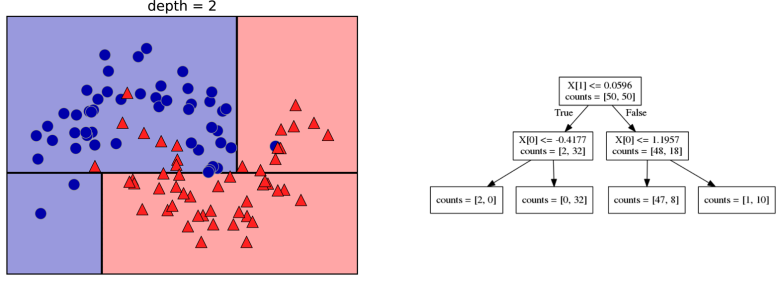 depth = 2
X[1] <= 0.0596
counts = [50, 50]
True
False
X[0] <= -0.4177
counts = [2, 32]
X[0] <= 1.1957
counts = [48, 18]
counts = [2, 0]
counts = [0, 32]
counts = [47, 8]
counts = [1, 10]